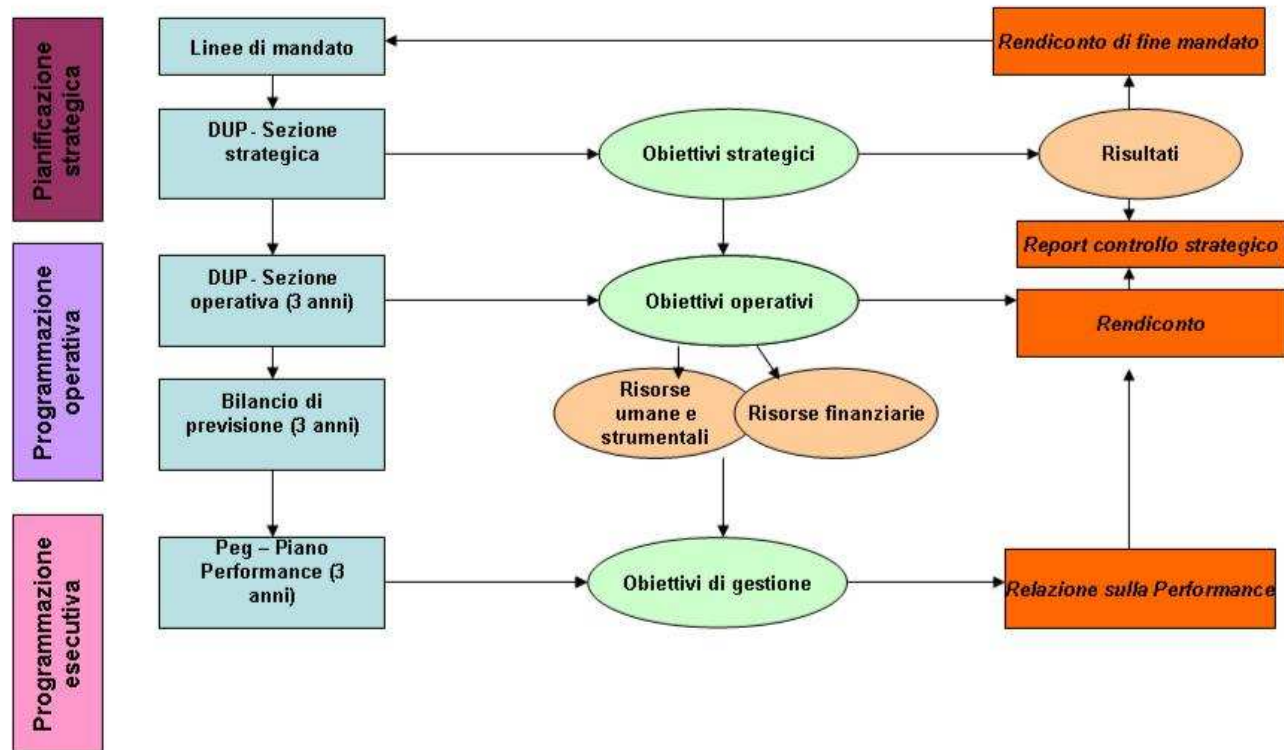 Pianificazione
strategica
Linee di mandato
Rendiconto di fine mandato
DUP - Sezione
strategica
Obiettivi strategici
Risultati
Report controllo strategico
Programmazione
operativa
DUP - Sezione
operativa (3 anni)
Obiettivi operativi
Rendiconto
Bilancio di
previsione (3 anni)
Risorse
umane e
strumentali
Risorse finanziarie
Programmazione
esecutiva
Peg – Piano
Performance (3
anni)
Obiettivi di gestione
Relazione sulla Performance